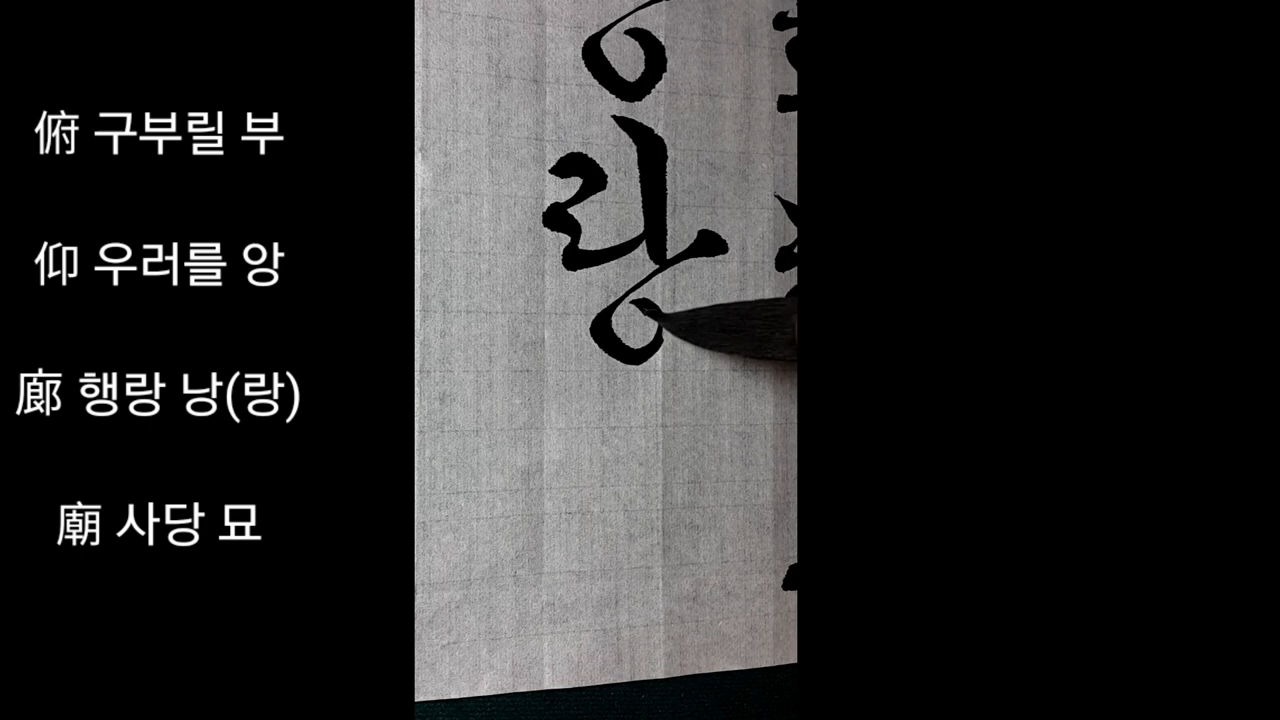 俯 구부릴 부
仰 우러를 앙
廊 행랑 낭(랑)
廟 사당 묘
랑